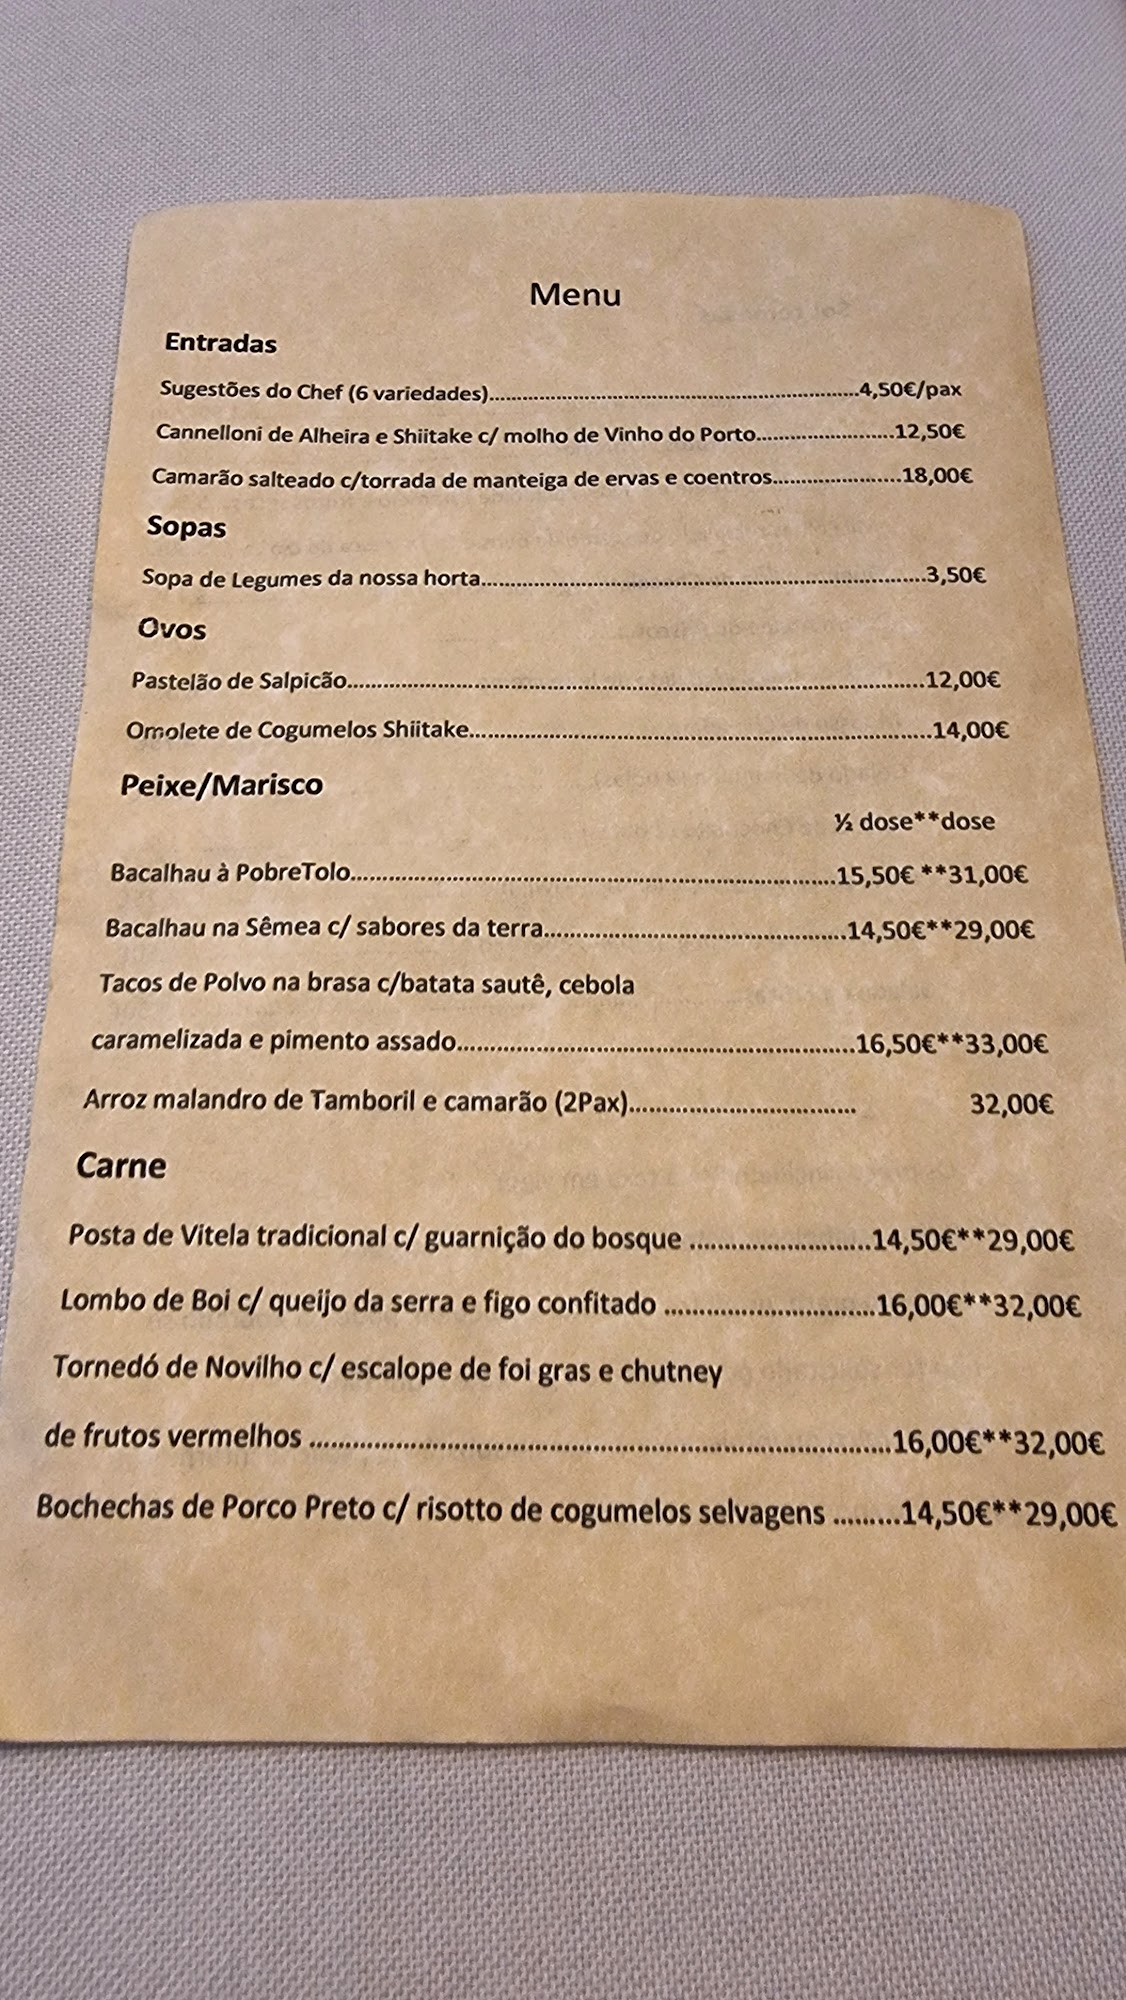 Menu
Entradas
Sugestões do Chef (6 variedades)..........4,50€/pax
Cannelloni de Alheira e Shiitake c/ molho de Vinho do Porto..........12,50€
Camarão salteado c/torrada de manteiga de ervas e coentros..........18,00€
Sopas
Sopa de Legumes da nossa horta..........3,50€
Ovos
Pastelão de Salpicão..........12,00€
Omolete de Cogumelos Shiitake..........14,00€
Peixe/Marisco
½ dose**dose
Bacalhau à PobreTolo..........15,50€ **31,00€
Bacalhau na Sêmea c/ sabores da terra..........14,50€**29,00€
Tacos de Polvo na brasa c/batata sautê, cebola
caramelizada e pimento assado..........16,50€**33,00€
Arroz malandro de Tamboril e camarão (2Pax).......... 32,00€
Carne
Posta de Vitela tradicional c/ guarnição do bosque ..........14,50€**29,00€
Lombo de Boi c/ queijo da serra e figo confitado ..........16,00€**32,00€
Tornedó de Novilho c/ escalope de foi gras e chutney
de frutos vermelhos ..........16,00€**32,00€
Bochechas de Porco Preto c/ risotto de cogumelos selvagens .........14,50€**29,00€